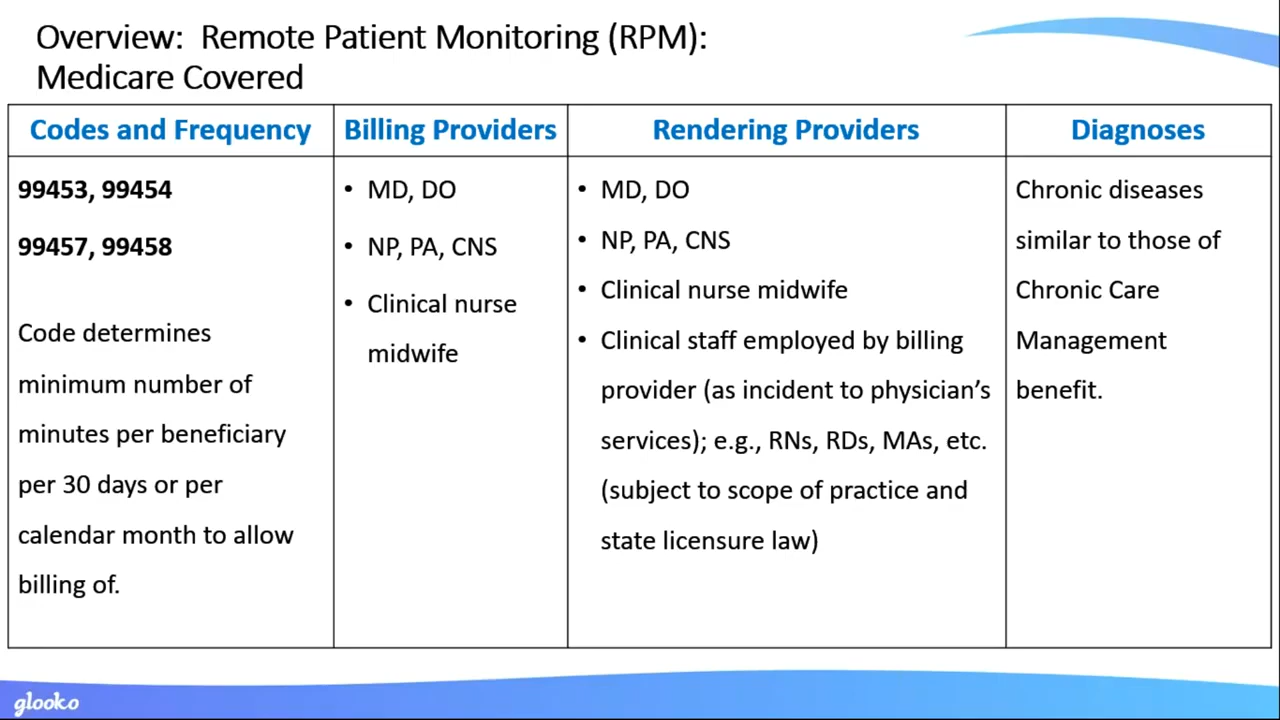 Overview:  Remote Patient Monitoring (RPM):
Medicare Covered
Codes and Frequency
Billing Providers
Rendering Providers
Diagnoses
99453, 99454
99457, 99458
Code determines
minimum number of
minutes per beneficiary
per 30 days or per
calendar month to allow
billing of.
• MD, DO
• NP, PA, CNS
• Clinical nurse
midwife
• MD, DO
• NP, PA, CNS
• Clinical nurse midwife
• Clinical staff employed by billing
provider (as incident to physician’s
services); e.g., RNs, RDs, MAs, etc.
(subject to scope of practice and
state licensure law)
Chronic diseases
similar to those of
Chronic Care
Management
benefit.
glooko